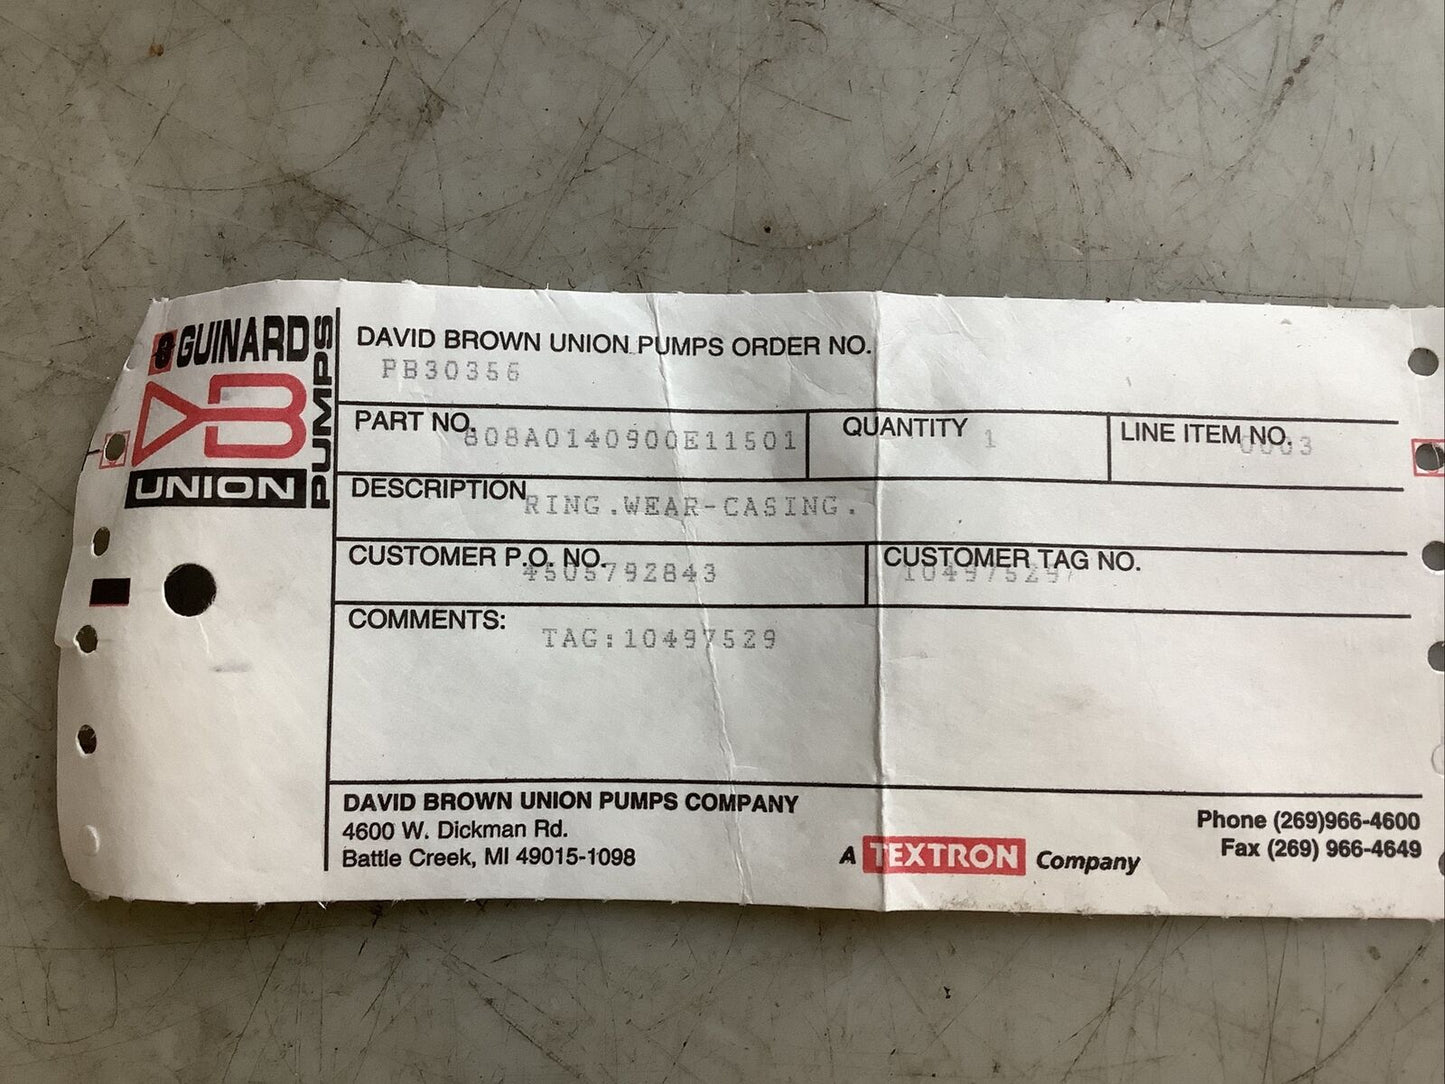 GUINARD
PUMPS
DB
UNION
DAVID BROWN UNION PUMPS ORDER NO.
PB30356
PART NO. 808A0140900E11501
QUANTITY 1
LINE ITEM NO. 0003
DESCRIPTION RING.WEAR-CASING.
CUSTOMER P.O. NO. 4505792843
CUSTOMER TAG NO.
COMMENTS:
TAG:10497529
DAVID BROWN UNION PUMPS COMPANY
4600 W. Dickman Rd.
Battle Creek, MI 49015-1098
A TEXTRON Company
Phone (269)966-4600
Fax (269) 966-4649